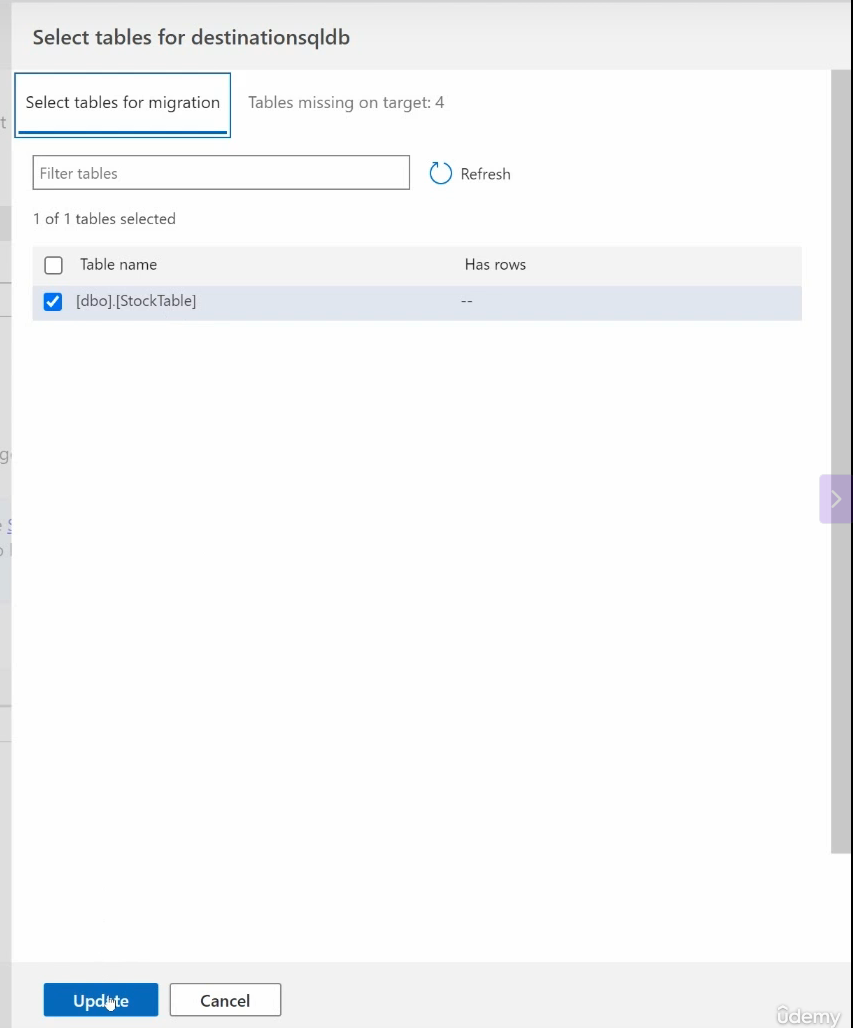 Select tables for destinationsqldb
Select tables for migration Tables missing on target: 4
Filter tables Refresh
1 of 1 tables selected
Table name Has rows
[dbo].[StockTable] --
Update Cancel
ûdemy